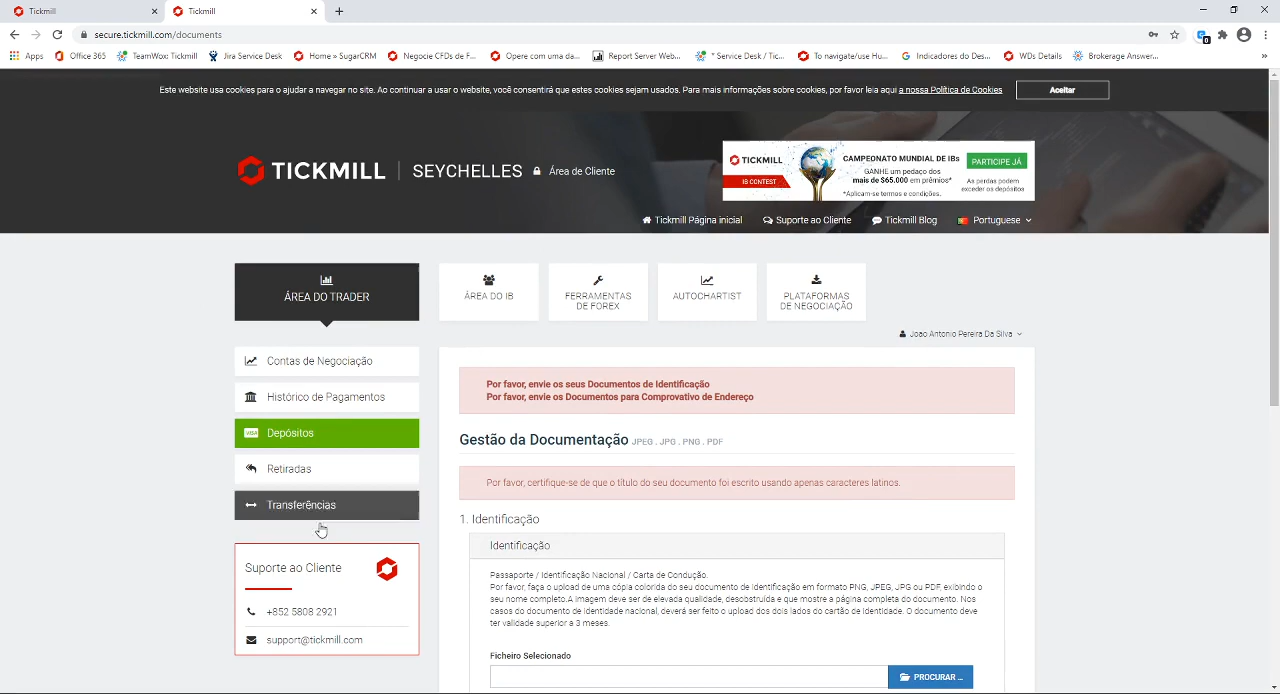 Tickmill
Tickmill
secure.tickmill.com/documents
Apps
Office 365
TeamWox: Tickmill
Jira Service Desk
Home » SugarCRM
Negocie CFDs de F...
Opere com uma da...
Report Server Web...
* Service Desk / Tic...
To navigate/use Hu...
Indicadores do Des...
WDs Details
Brokerage Answer...
»
Este website usa cookies para o ajudar a navegar no site. Ao continuar a usar o website, você consentirá que estes cookies sejam usados. Para mais informações sobre cookies, por favor leia aqui a nossa Política de Cookies
Aceitar
TICKMILL
SEYCHELLES
Área de Cliente
TICKMILL
IB CONTEST
CAMPEONATO MUNDIAL DE IBs
GANHE um pedaço dos
mais de $65.000 em prêmios*
*Aplicam-se termos e condições.
PARTICIPE JÁ
As perdas podem
exceder os depósitos
Tickmill Página inicial
Suporte ao Cliente
Tickmill Blog
Portuguese
ÁREA DO TRADER
ÁREA DO IB
FERRAMENTAS
DE FOREX
AUTOCHARTIST
PLATAFORMAS
DE NEGOCIAÇÃO
Joao Antonio Pereira Da Silva
Contas de Negociação
Histórico de Pagamentos
VISA Depósitos
Retiradas
Transferências
Suporte ao Cliente
+852 5808 2921
support@tickmill.com
Por favor, envie os seus Documentos de Identificação
Por favor, envie os Documentos para Comprovativo de Endereço
Gestão da Documentação JPEG . JPG . PNG . PDF
Por favor, certifique-se de que o título do seu documento foi escrito usando apenas caracteres latinos.
1. Identificação
Identificação
Passaporte / Identificação Nacional / Carta de Condução.
Por favor, faça o upload de uma cópia colorida do seu documento de identificação em formato PNG, JPEG, JPG ou PDF, exibindo o
seu nome completo.A imagem deve ser de elevada qualidade, desobstruída e que mostre a página completa do documento. Nos
casos do documento de identidade nacional, deverá ser feito o upload dos dois lados do cartão de identidade. O documento deve
ter validade superior a 3 meses.
Ficheiro Selecionado
PROCURAR ...